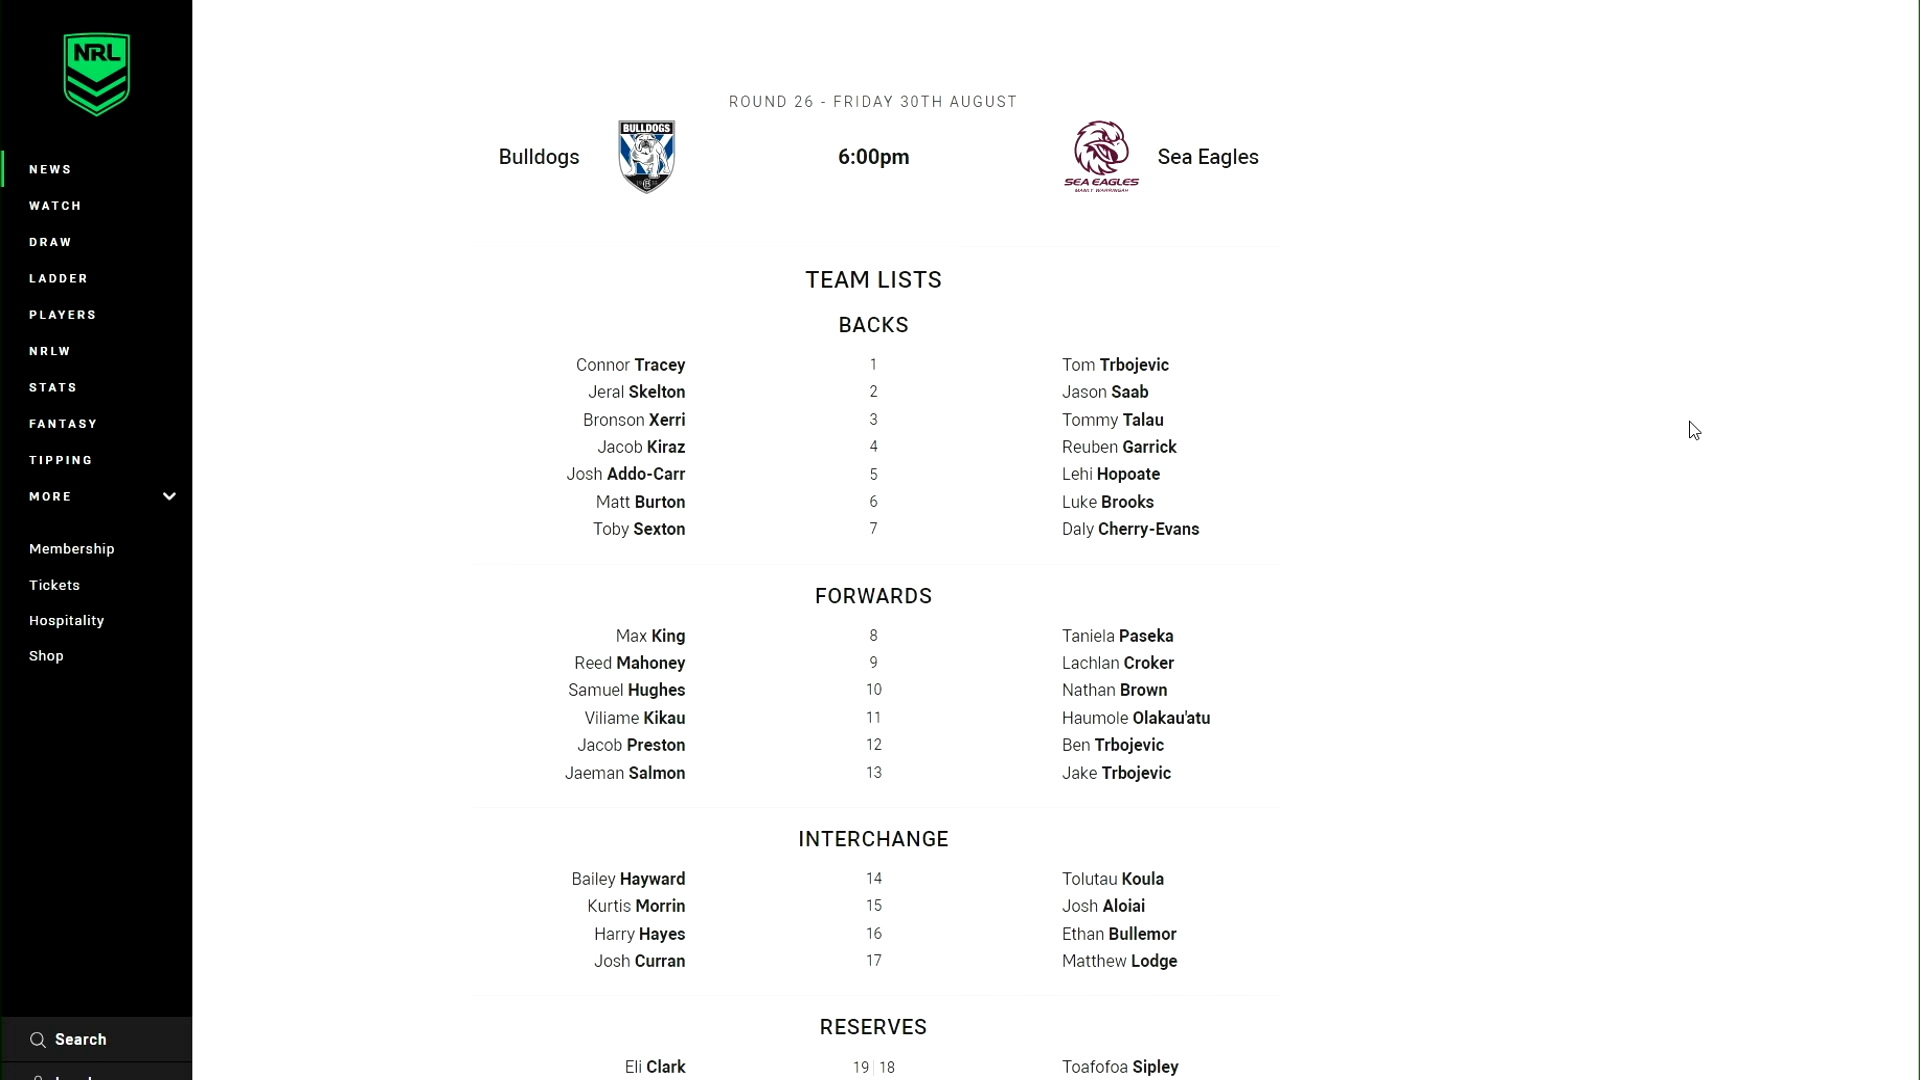 NRL
NEWS
WATCH
DRAW
LADDER
PLAYERS
NRLW
STATS
FANTASY
TIPPING
MORE
Membership
Tickets
Hospitality
Shop
Search
ROUND 26 - FRIDAY 30TH AUGUST
Bulldogs BULLDOGS 6:00pm SEA EAGLES Sea Eagles
MANLY WARRINGAH
TEAM LISTS
BACKS
Connor Tracey 1 Tom Trbojevic
Jeral Skelton 2 Jason Saab
Bronson Xerri 3 Tommy Talau
Jacob Kiraz 4 Reuben Garrick
Josh Addo-Carr 5 Lehi Hopoate
Matt Burton 6 Luke Brooks
Toby Sexton 7 Daly Cherry-Evans
FORWARDS
Max King 8 Taniela Paseka
Reed Mahoney 9 Lachlan Croker
Samuel Hughes 10 Nathan Brown
Viliame Kikau 11 Haumole Olakau'atu
Jacob Preston 12 Ben Trbojevic
Jaeman Salmon 13 Jake Trbojevic
INTERCHANGE
Bailey Hayward 14 Tolutau Koula
Kurtis Morrin 15 Josh Aloiai
Harry Hayes 16 Ethan Bullemor
Josh Curran 17 Matthew Lodge
RESERVES
Eli Clark 19 18 Toafofoa Sipley